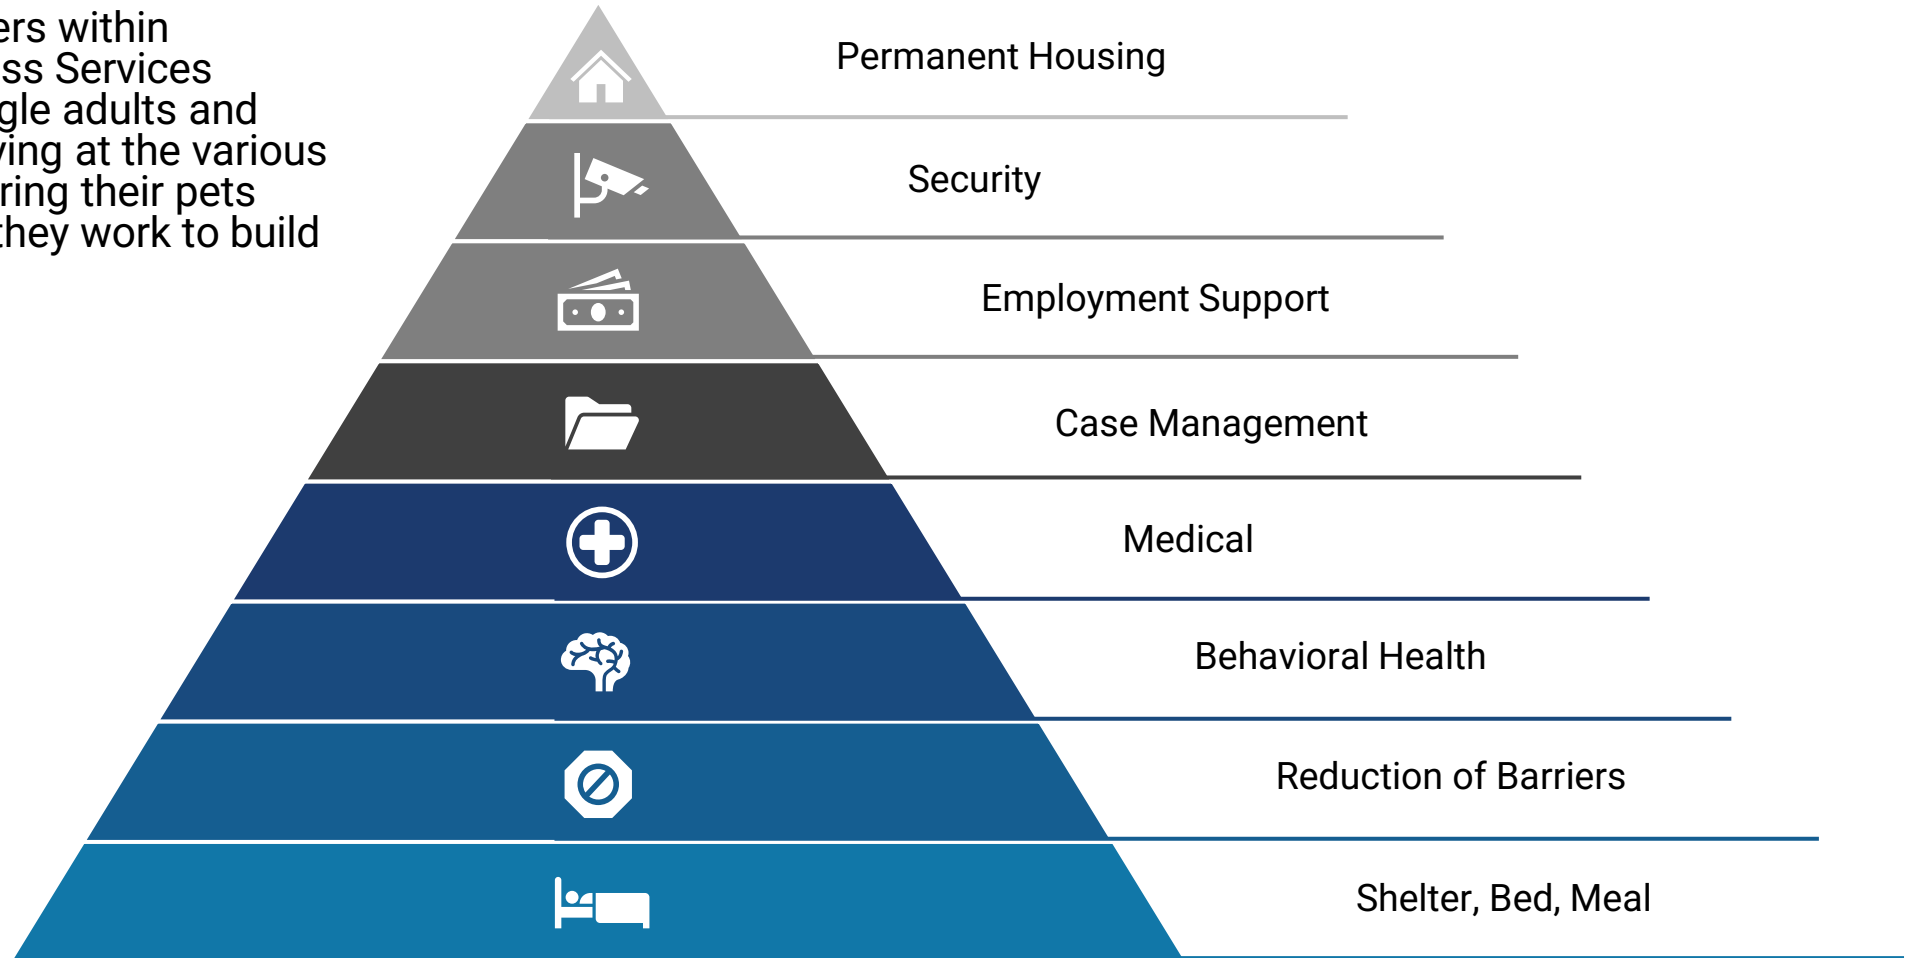 ers within
ss Services
gle adults and
ving at the various
ring their pets
they work to build
Permanent Housing
Security
Employment Support
Case Management
Medical
Behavioral Health
Reduction of Barriers
Shelter, Bed, Meal